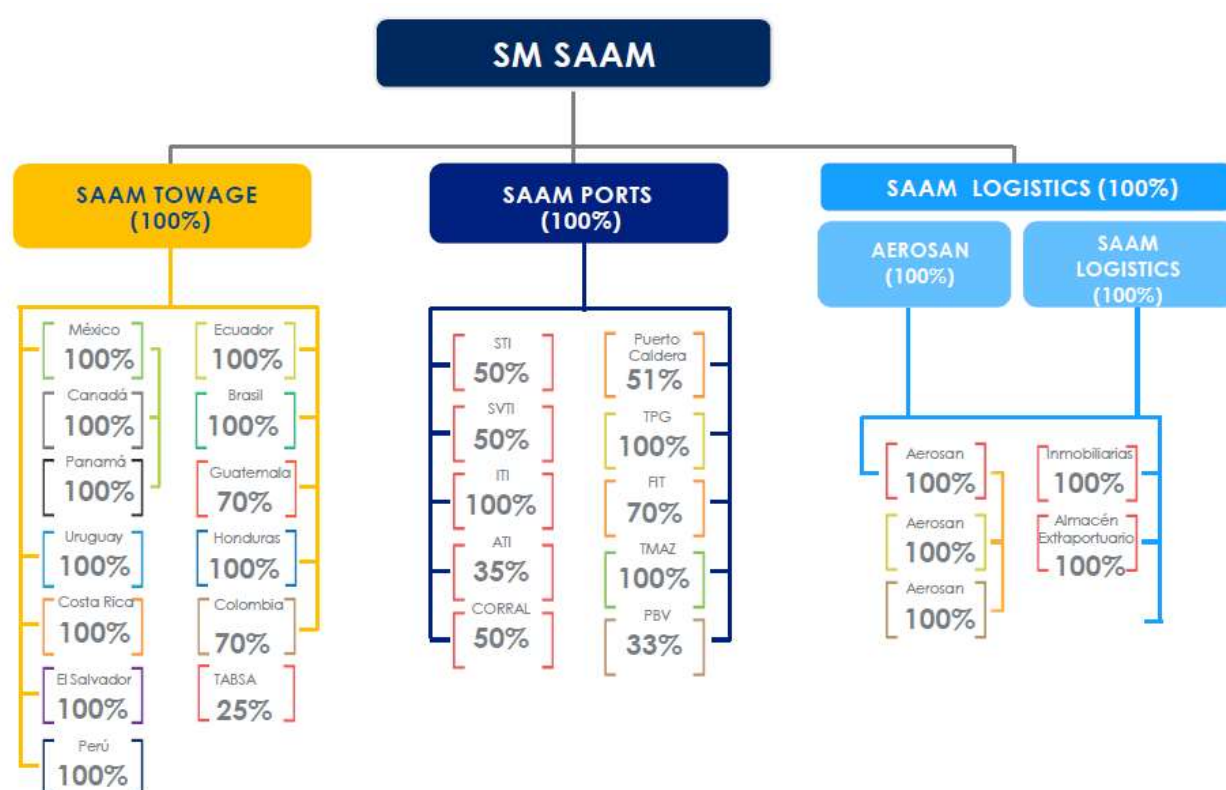 SM SAAM
SAAM TOWAGE
(100%)
México
100%
Canadá
100%
Panamá
100%
Uruguay
100%
Costa Rica
100%
El Salvador
100%
Perú
100%
Ecuador
100%
Brasil
100%
Guatemala
70%
Honduras
100%
Colombia
70%
TABSA
25%
SAAM PORTS
(100%)
STI
50%
SVTI
50%
ITI
100%
ATI
35%
CORRAL
50%
Puerto
Caldera
51%
TPG
100%
FIT
70%
TMAZ
100%
PBV
33%
SAAM LOGISTICS (100%)
AEROSAN
(100%)
SAAM
LOGISTICS
(100%)
Aerosan
100%
Aerosan
100%
Aerosan
100%
Inmobiliarias
100%
Almacén
Extraportuario
100%